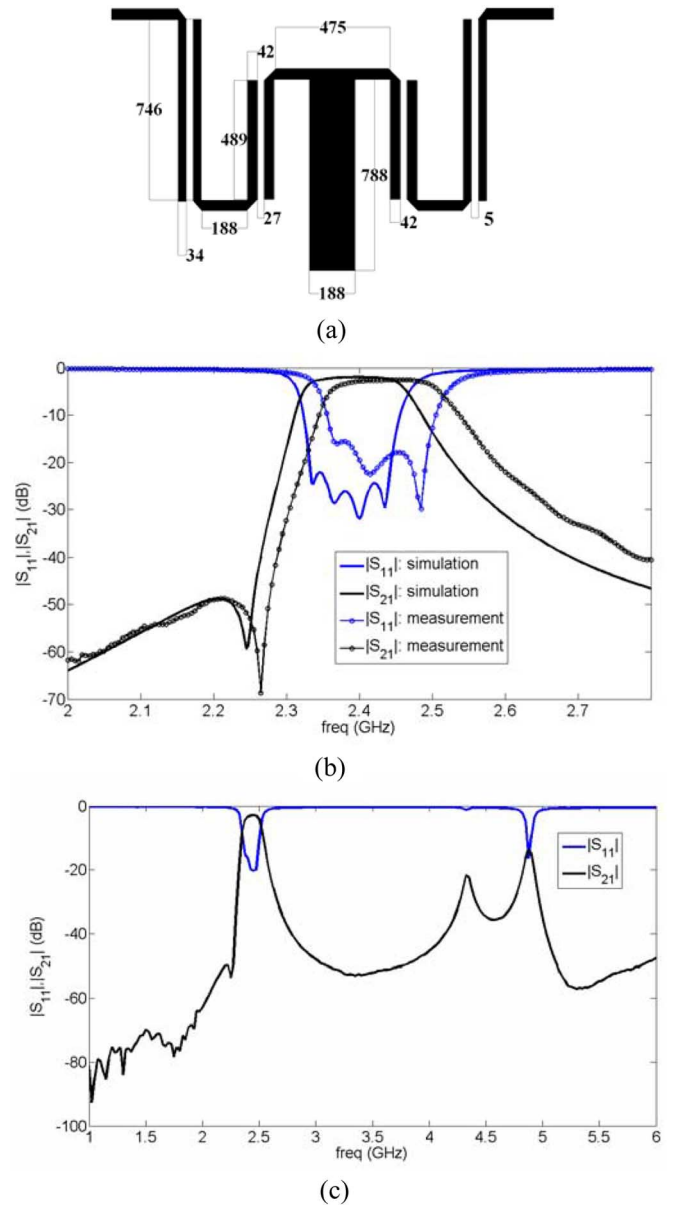 475
42
746
489
788
27
42
5
188
34
188
(a)
0
-10
-20
-30
-40
-50
-60
-70
|S11|,|S21| (dB)
|S11|: simulation
|S21|: simulation
|S11|: measurement
|S21|: measurement
2 2.1 2.2 2.3 2.4 2.5 2.6 2.7
freq (GHz)
(b)
0
-20
-40
-60
-80
-100
|S11|,|S21| (dB)
|S11|
|S21|
1 1.5 2 2.5 3 3.5 4 4.5 5 5.5 6
freq (GHz)
(c)